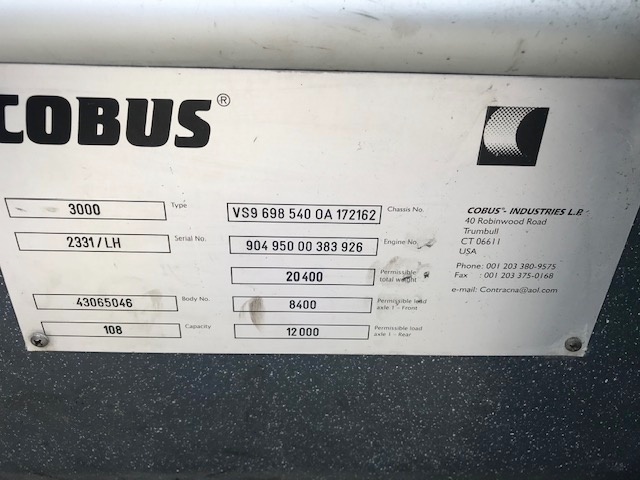 COBUS®
3000 Type
VS9 698 540 0A 172162 Chassis No.
2331/LH Serial No.
904 950 00 383 926 Engine No.
20400 Permissible total weight
43065046 Body No.
8400 Permissible load axle 1 - Front
108 Capacity
12000 Permissible load axle 1 - Rear
COBUS - INDUSTRIES L.P.
40 Robinwood Road
Trumbull
CT 06611
USA
Phone: 001 203 380-9575
Fax : 001 203 375-0168
e-mail: Contracna@aol.com